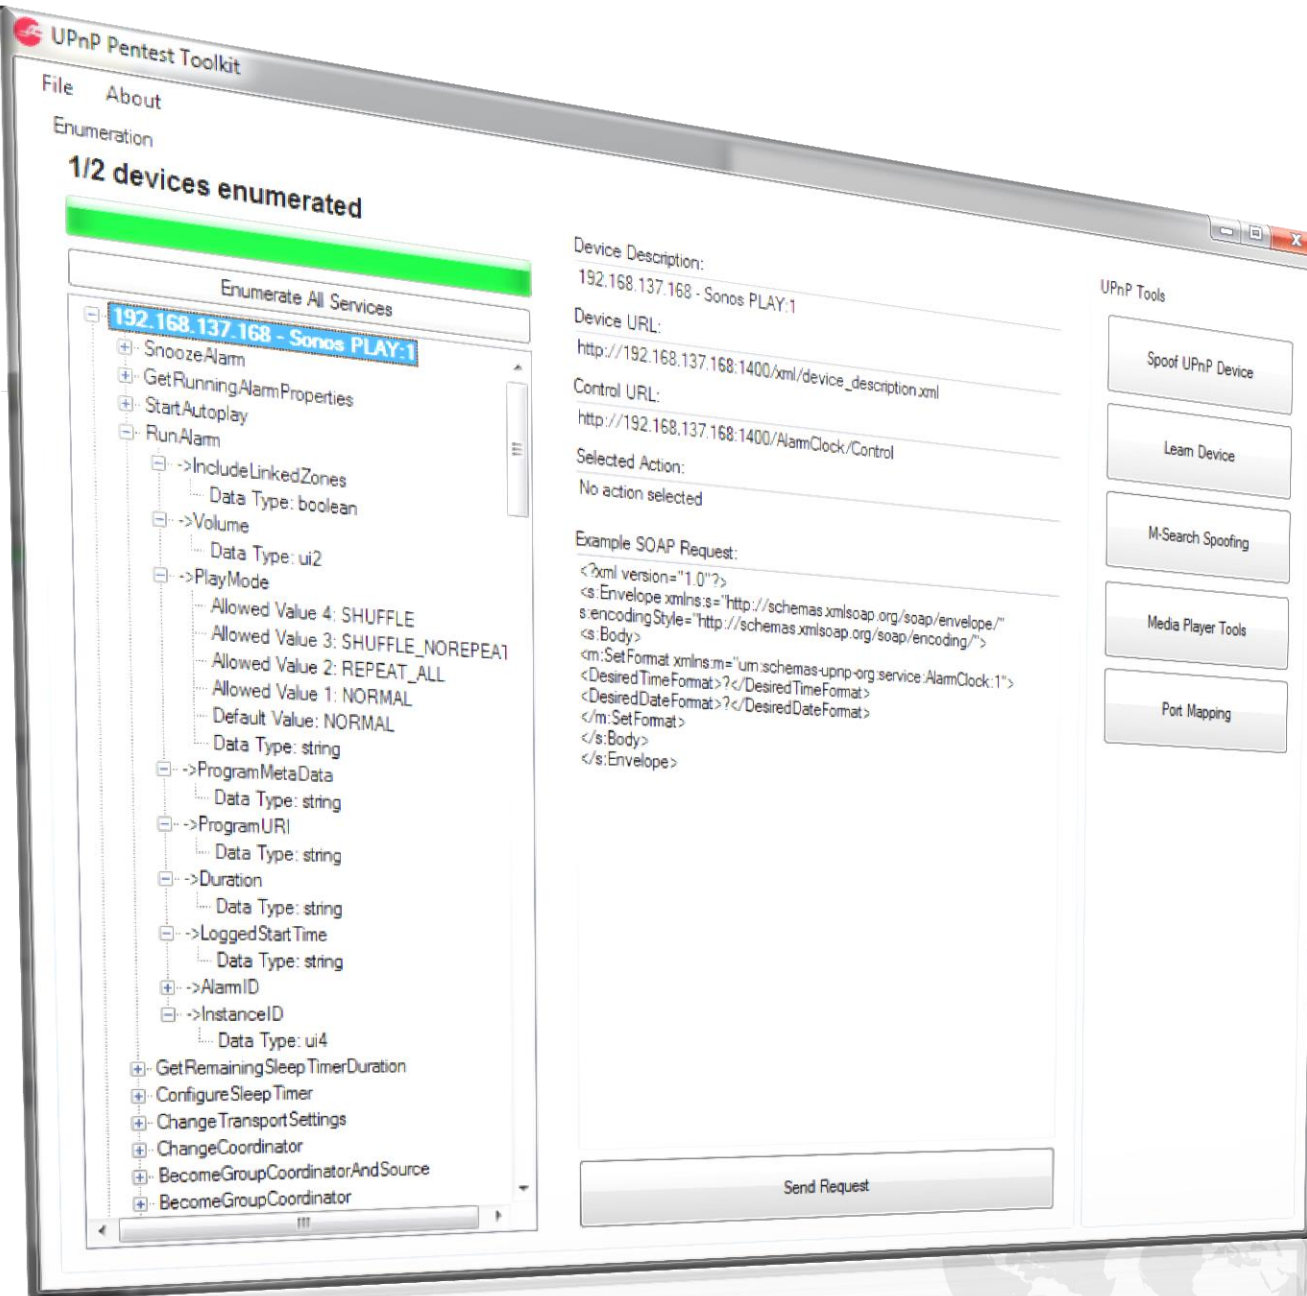 UPnP Pentest Toolkit
File About
Enumeration
1/2 devices enumerated
Enumerate All Services
192.168.137.168 - Sonos PLAY:1
SnoozeAlarm
GetRunningAlarmProperties
StartAutoplay
RunAlarm
->IncludeLinkedZones
Data Type: boolean
->Volume
Data Type: ui2
->PlayMode
Allowed Value 4: SHUFFLE
Allowed Value 3: SHUFFLE_NOREPEAT
Allowed Value 2: REPEAT_ALL
Allowed Value 1: NORMAL
Default Value: NORMAL
Data Type: string
->ProgramMetaData
Data Type: string
->ProgramURI
Data Type: string
->Duration
Data Type: string
->LoggedStartTime
Data Type: string
->AlarmID
->InstanceID
Data Type: ui4
GetRemainingSleepTimerDuration
ConfigureSleepTimer
ChangeTransportSettings
ChangeCoordinator
BecomeGroupCoordinatorAndSource
BecomeGroupCoordinator
Device Description:
192.168.137.168 - Sonos PLAY:1
Device URL:
http://192.168.137.168:1400/xml/device_description.xml
Control URL:
http://192.168.137.168:1400/AlarmClock/Control
Selected Action:
No action selected
Example SOAP Request:
<?xml version="1.0"?>
<s:Envelope xmlns:s="http://schemas.xmlsoap.org/soap/envelope/"
s:encodingStyle="http://schemas.xmlsoap.org/soap/encoding/">
<s:Body>
<m:SetFormat xmlns:m="urn:schemas-upnp-org:service:AlarmClock:1">
<DesiredTimeFormat>?</DesiredTimeFormat>
<DesiredDateFormat>?</DesiredDateFormat>
</m:SetFormat>
</s:Body>
</s:Envelope>
Send Request
UPnP Tools
Spoof UPnP Device
Learn Device
M-Search Spoofing
Media Player Tools
Port Mapping